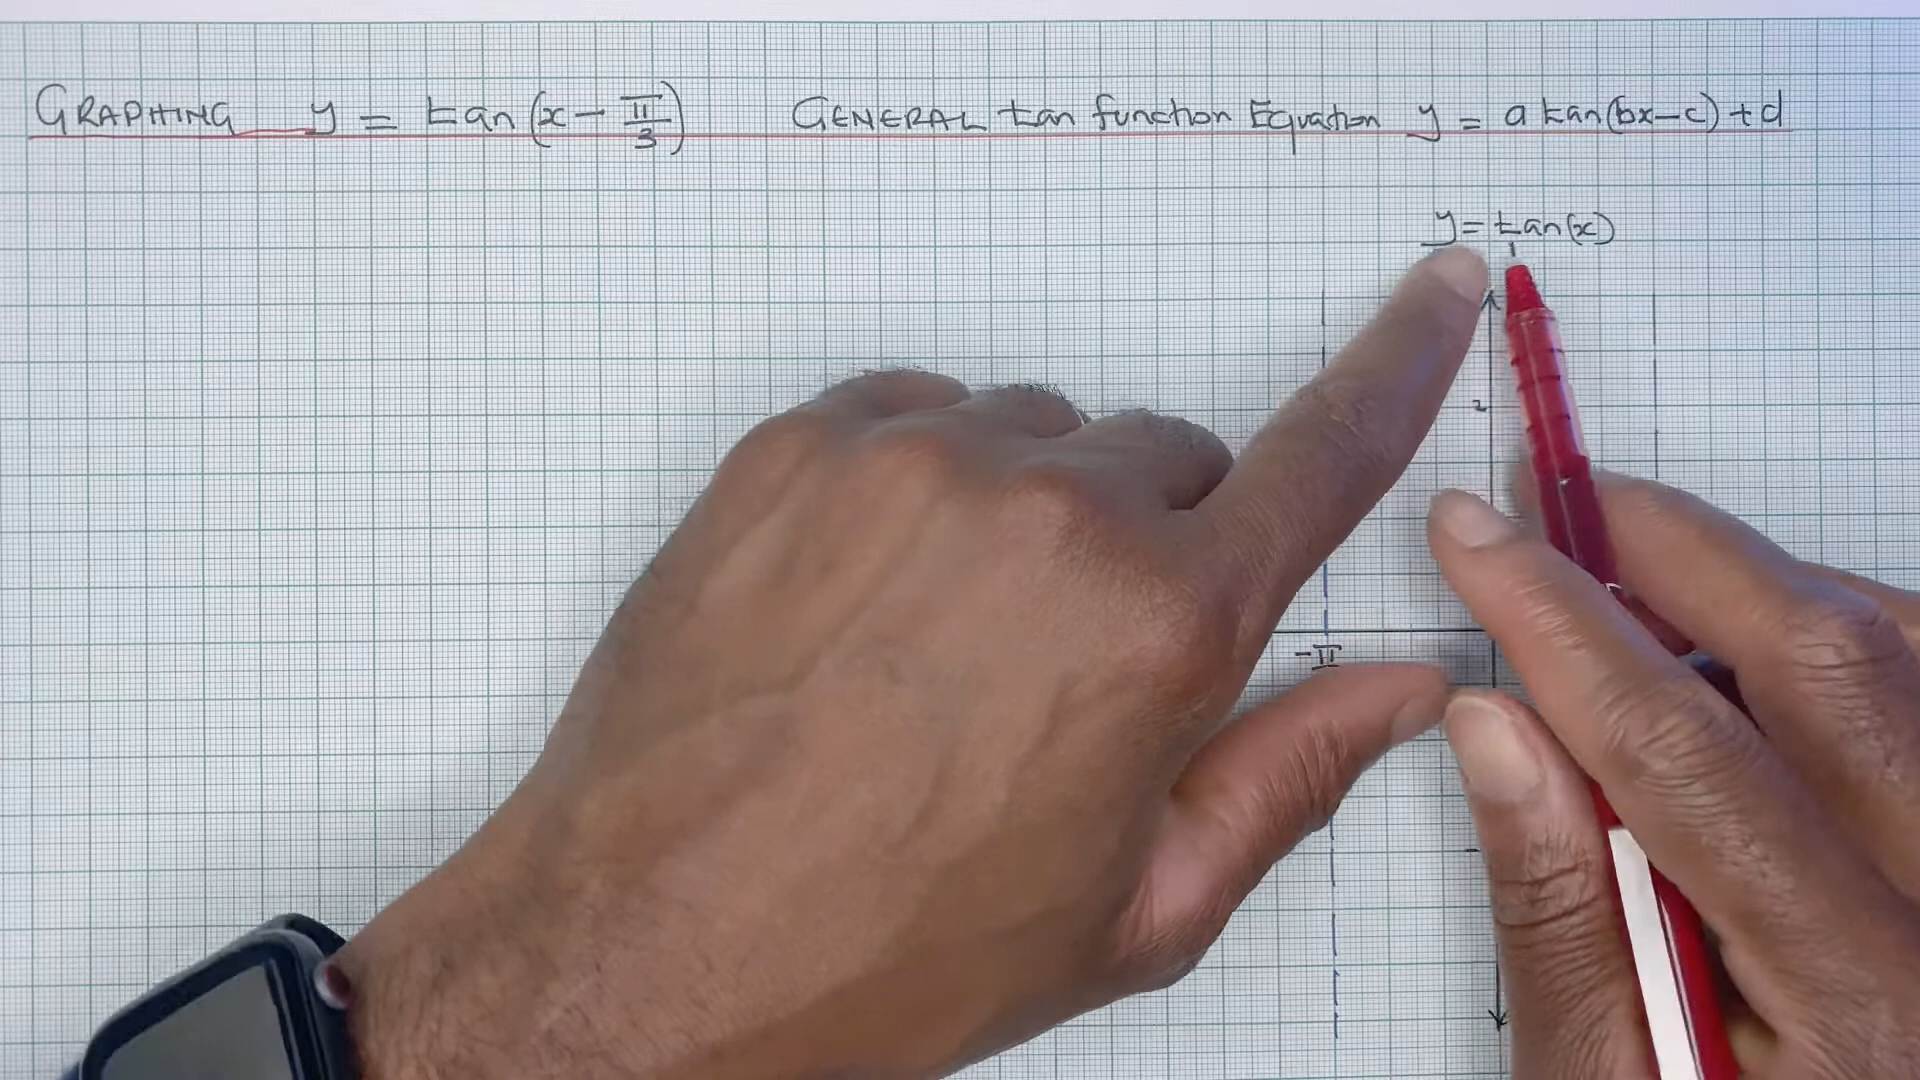 GRAPHING y = tan(x - π/3) GENERAL tan function Equation y = a tan(bx-c)+d
y = tan(x)
2
-π